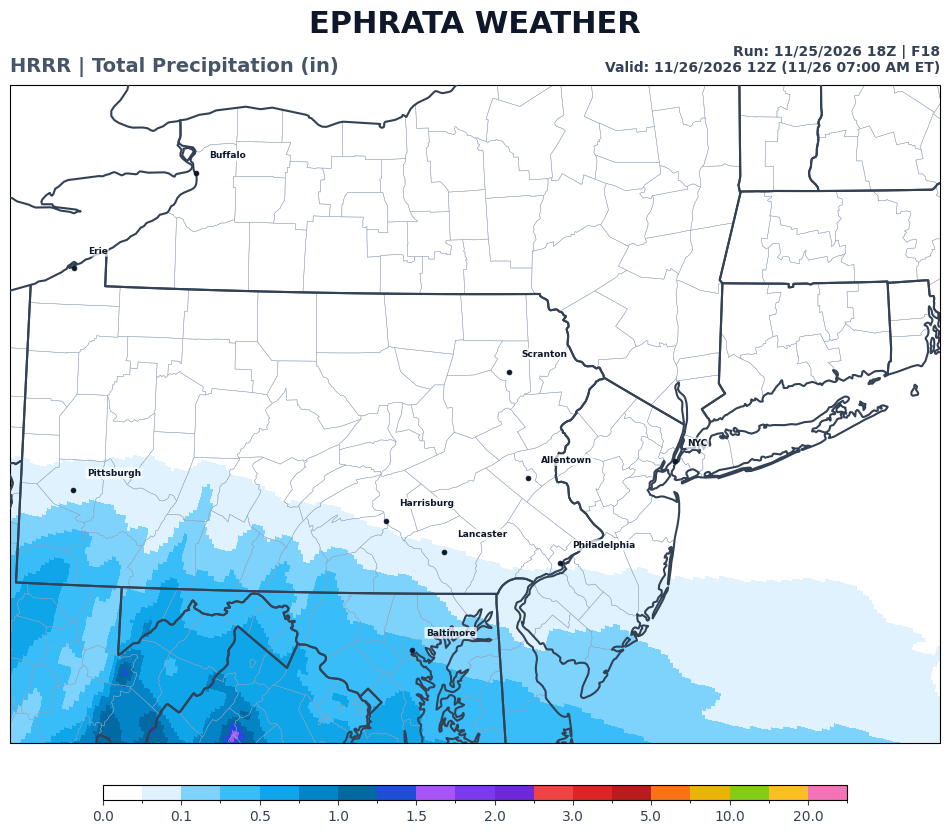 EPHRATA WEATHER
HRRR | Total Precipitation (in)
Run: 11/25/2026 18Z | F18
Valid: 11/26/2026 12Z (11/26 07:00 AM ET)
Buffalo
Erie
Scranton
NYC
Allentown
Pittsburgh
Harrisburg
Lancaster
Philadelphia
Baltimore
0.0 0.1 0.5 1.0 1.5 2.0 3.0 5.0 10.0 20.0